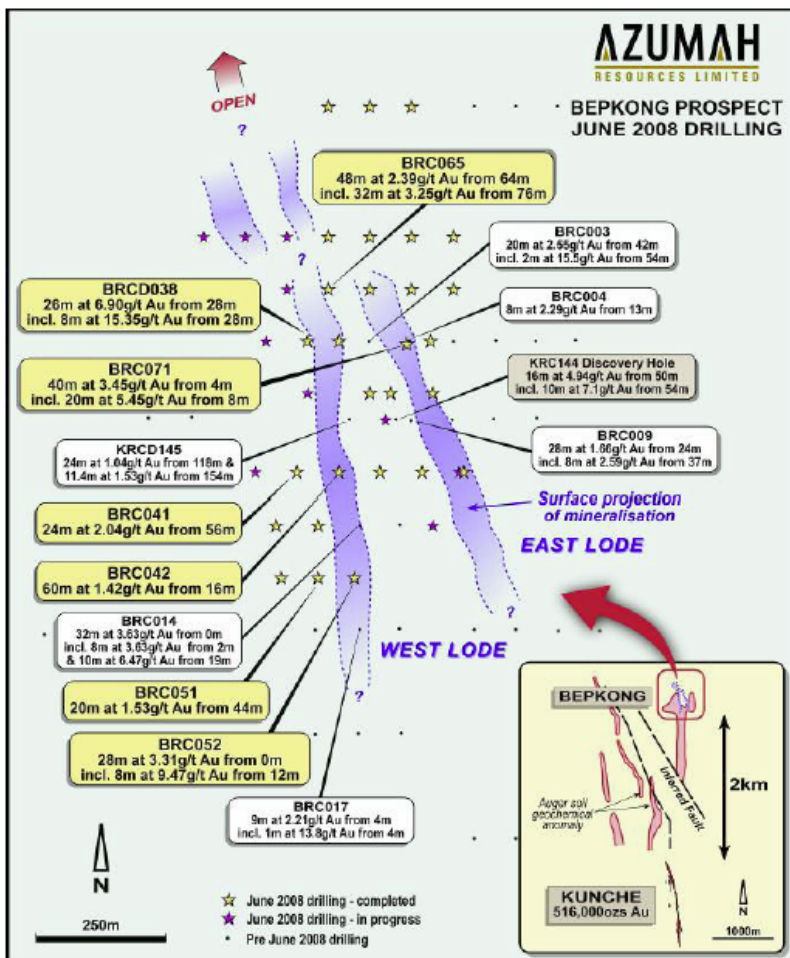 AZUMAH
RESOURCES LIMITED
BEPKONG PROSPECT
JUNE 2008 DRILLING
OPEN
?
BRC065
48m at 2.39g/t Au from 64m
incl. 32m at 3.25g/t Au from 76m
BRC003
20m at 2.55g/t Au from 42m
incl. 2m at 15.5g/t Au from 54m
?
BRCD038
26m at 6.90g/t Au from 28m
incl. 8m at 15.35g/t Au from 28m
BRC004
8m at 2.29g/t Au from 13m
BRC071
40m at 3.45g/t Au from 4m
incl. 20m at 5.45g/t Au from 8m
KRC144 Discovery Hole
16m at 4.94g/t Au from 50m
incl. 10m at 7.1g/t Au from 54m
KRCD145
24m at 1.04g/t Au from 118m &
11.4m at 1.53g/t Au from 154m
BRC009
28m at 1.66g/t Au from 24m
incl. 8m at 2.59g/t Au from 37m
BRC041
24m at 2.04g/t Au from 56m
Surface projection
of mineralisation
EAST LODE
BRC042
60m at 1.42g/t Au from 16m
?
BRC014
32m at 3.63g/t Au from 0m
incl. 8m at 3.63g/t Au from 2m
& 10m at 6.47g/t Au from 19m
WEST LODE
?
BRC051
20m at 1.53g/t Au from 44m
BRC052
28m at 3.31g/t Au from 0m
incl. 8m at 9.47g/t Au from 12m
BRC017
9m at 2.21g/t Au from 4m
incl. 1m at 13.8g/t Au from 4m
BEPKONG
2km
Inferred Fault
Auger soil
geochemical
anomaly
KUNCHE
516,000ozs Au
N
1000m
N
250m
June 2008 drilling - completed
June 2008 drilling - in progress
Pre June 2008 drilling